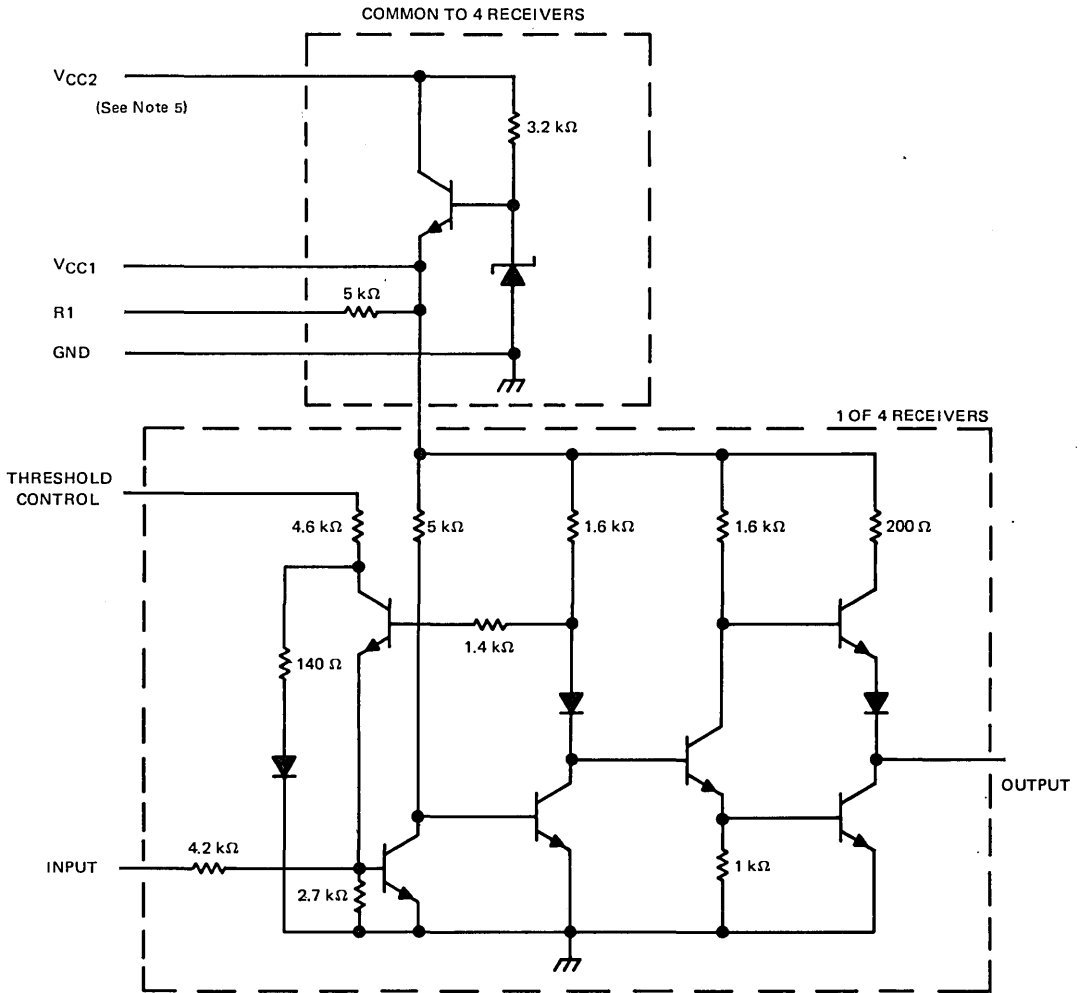 COMMON TO 4 RECEIVERS
VCC2
(See Note 5)
3.2 kΩ
VCC1
5 kΩ
R1
GND
1 OF 4 RECEIVERS
THRESHOLD
CONTROL
4.6 kΩ
5 kΩ
1.6 kΩ
1.6 kΩ
200 Ω
1.4 kΩ
140 Ω
OUTPUT
INPUT
4.2 kΩ
2.7 kΩ
1 kΩ